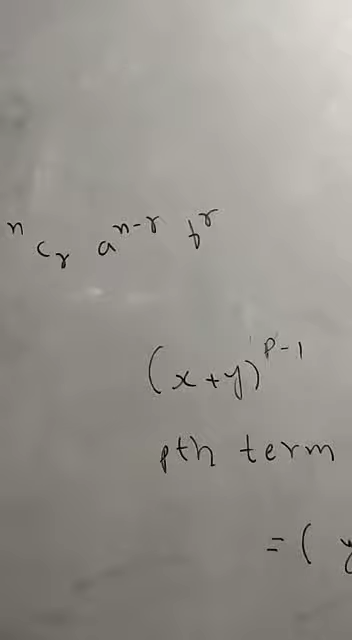 ⁿCᵣ aⁿ⁻ʳ bʳ
(x+y)ᵖ⁻¹
pth term
= ( y